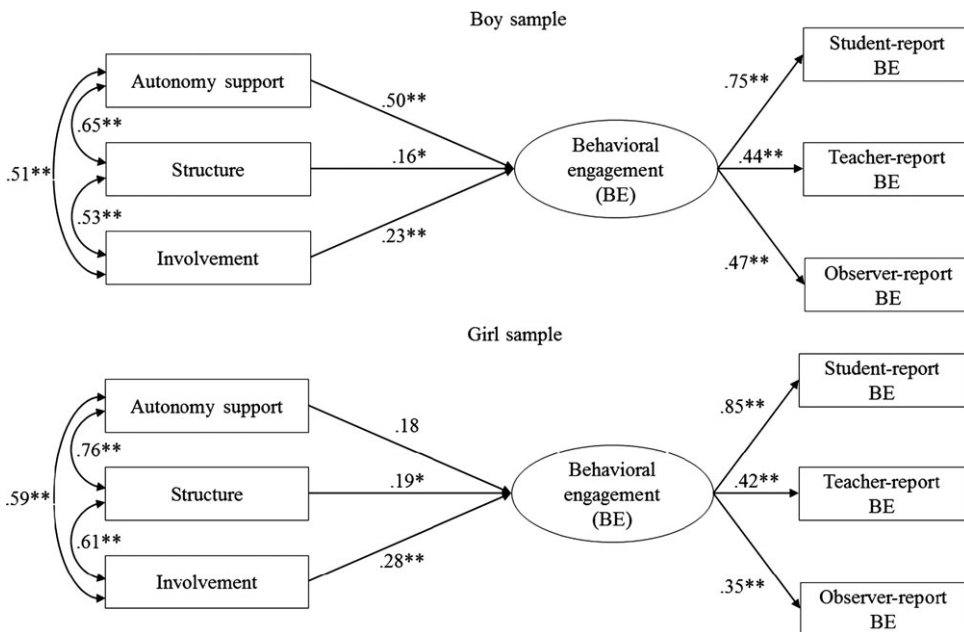 Boy sample
Autonomy support
Structure
Involvement
.65**
.51**
.53**
.50**
.16*
.23**
Behavioral
engagement
(BE)
.75**
.44**
.47**
Student-report
BE
Teacher-report
BE
Observer-report
BE
Girl sample
Autonomy support
Structure
Involvement
.76**
.59**
.61**
.18
.19*
.28**
Behavioral
engagement
(BE)
.85**
.42**
.35**
Student-report
BE
Teacher-report
BE
Observer-report
BE